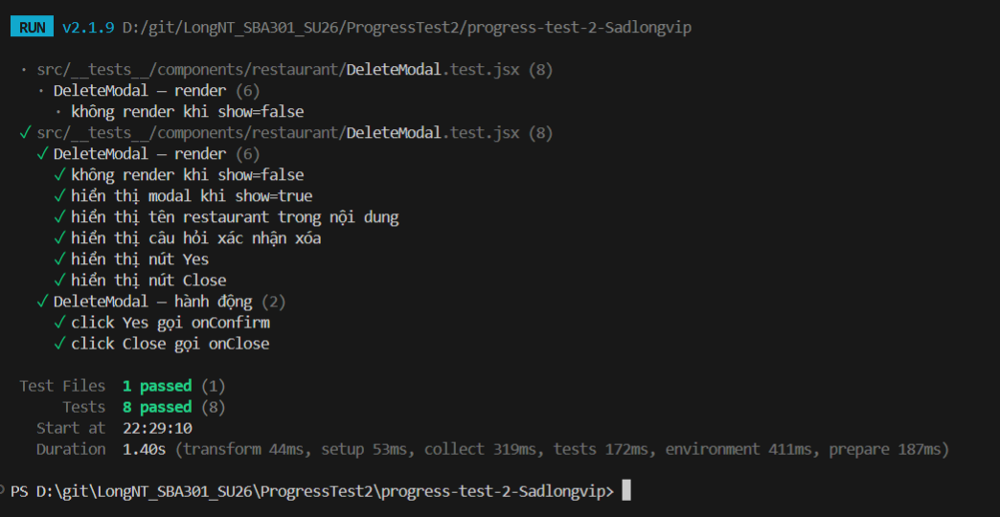 RUN v2.1.9 D:/git/LongNT_SBA301_SU26/ProgressTest2/progress-test-2-Sadlongvip
· src/__tests__/components/restaurant/DeleteModal.test.jsx (8)
· DeleteModal — render (6)
· không render khi show=false
✓ src/__tests__/components/restaurant/DeleteModal.test.jsx (8)
✓ DeleteModal — render (6)
✓ không render khi show=false
✓ hiển thị modal khi show=true
✓ hiển thị tên restaurant trong nội dung
✓ hiển thị câu hỏi xác nhận xóa
✓ hiển thị nút Yes
✓ hiển thị nút Close
✓ DeleteModal — hành động (2)
✓ click Yes gọi onConfirm
✓ click Close gọi onClose
Test Files 1 passed (1)
Tests 8 passed (8)
Start at 22:29:10
Duration 1.40s (transform 44ms, setup 53ms, collect 319ms, tests 172ms, environment 411ms, prepare 187ms)
PS D:\git\LongNT_SBA301_SU26\ProgressTest2\progress-test-2-Sadlongvip>